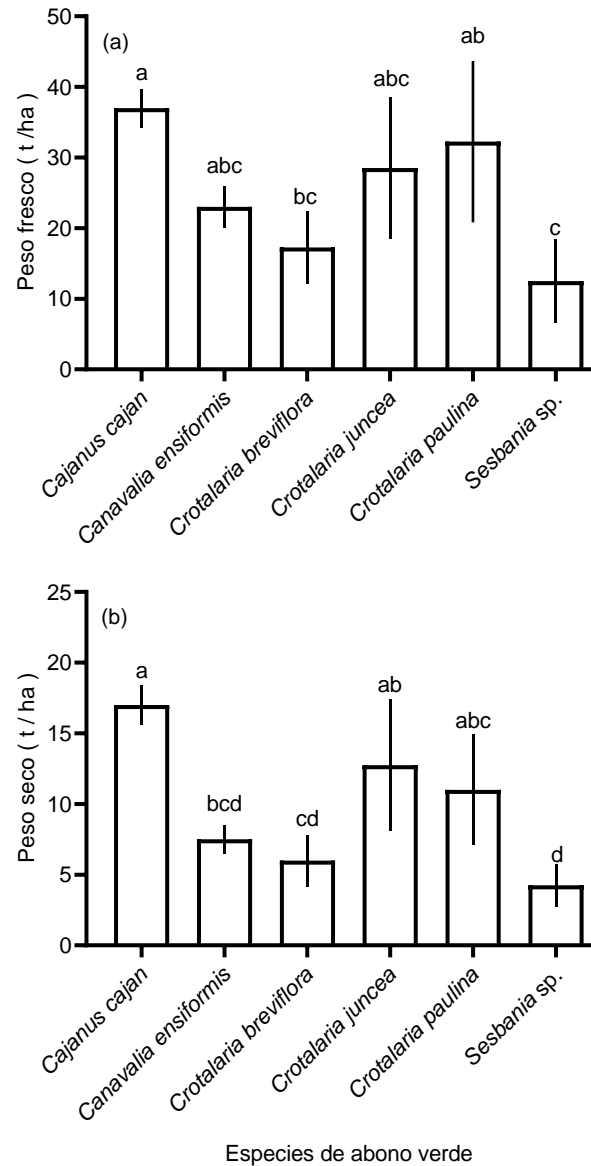 (a)
Peso fresco ( t /ha )
50
40
30
20
10
0
a
abc
bc
abc
ab
c
Cajanus cajan
Canavalia ensiformis
Crotalaria breviflora
Crotalaria juncea
Crotalaria paulina
Sesbania sp.
(b)
Peso seco ( t / ha )
25
20
15
10
5
0
a
bcd
cd
ab
abc
d
Cajanus cajan
Canavalia ensiformis
Crotalaria breviflora
Crotalaria juncea
Crotalaria paulina
Sesbania sp.
Especies de abono verde